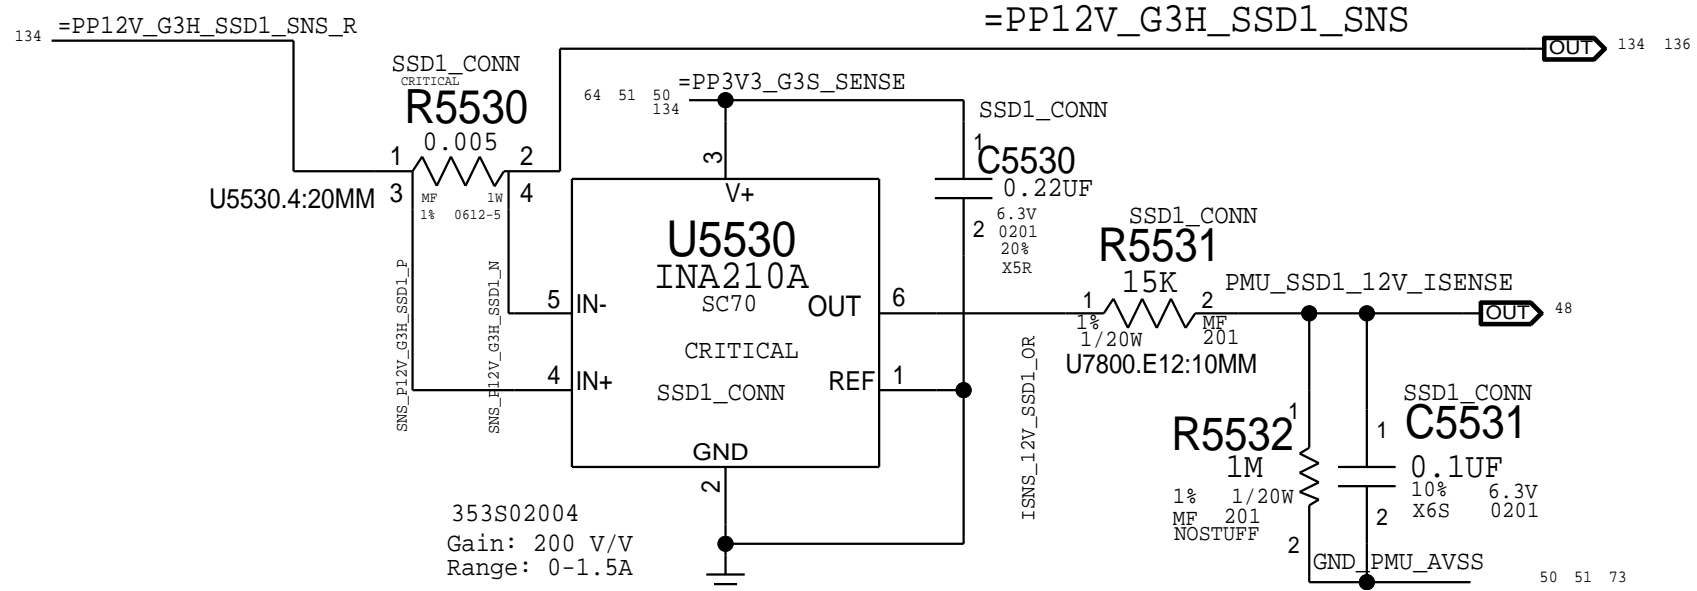 =PP12V_G3H_SSD1_SNS
=PP12V_G3H_SSD1_SNS_R
134
OUT
134 136
SSD1_CONN
CRITICAL
R5530
0.005
1
2
3
4
MF
1W
1%
0612-5
U5530.4:20MM
=PP3V3_G3S_SENSE
64 51 50
134
SSD1_CONN
1
C5530
0.22UF
6.3V
2
0201
20%
X5R
3
V+
U5530
INA210A
SC70
5
IN-
OUT
6
CRITICAL
4
IN+
REF
1
SSD1_CONN
GND
2
SNS_P12V_G3H_SSD1_P
SNS_P12V_G3H_SSD1_N
SSD1_CONN
R5531
15K
1
2
1%
MF
1/20W
201
U7800.E12:10MM
PMU_SSD1_12V_ISENSE
OUT
48
ISNS_12V_SSD1_OR
1
R5532
1M
1%
1/20W
MF
201
NOSTUFF
2
SSD1_CONN
1
C5531
0.1UF
10%
6.3V
X6S
0201
2
GND_PMU_AVSS
50 51 73
353S02004
Gain: 200 V/V
Range: 0-1.5A